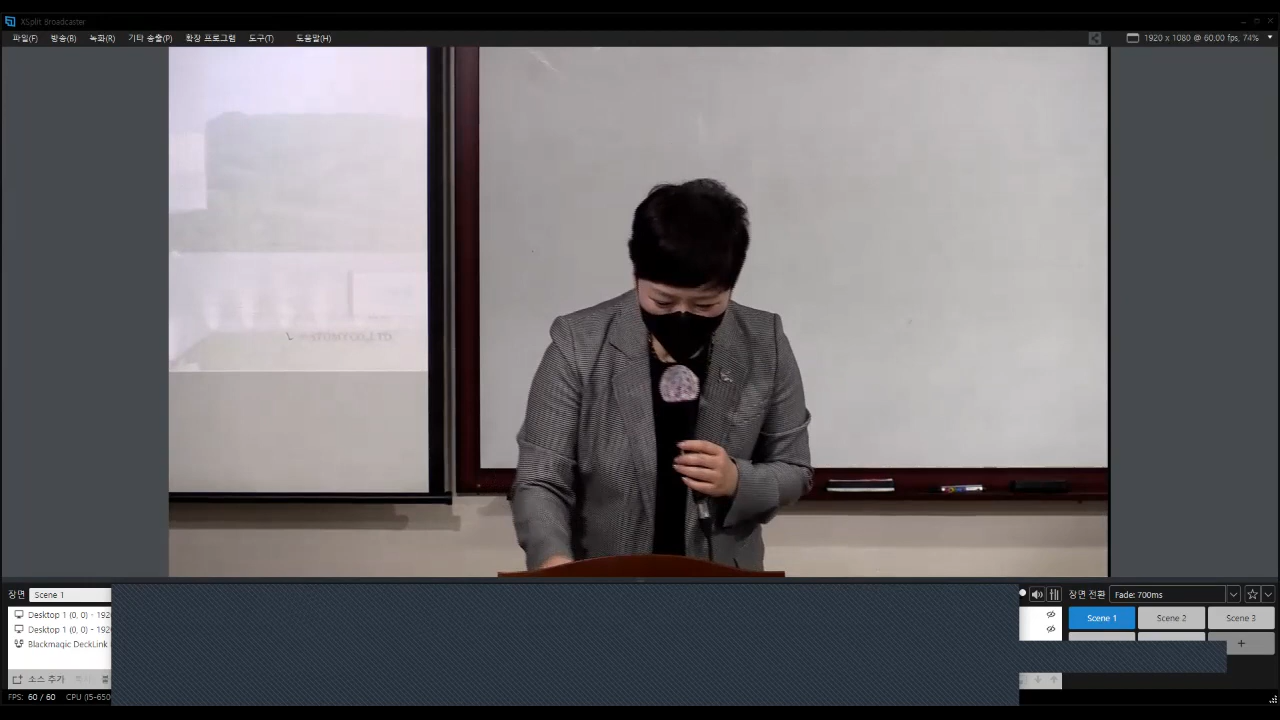 XSplit Broadcaster
파일(F) 방송(B) 녹화(R) 기타 송출(P) 확장 프로그램 도구(T) 도움말(H)
1920 x 1080 @ 60.00 fps, 74%
장면 Scene 1
장면 전환 Fade: 700ms
Desktop 1 (0, 0) - 192
Desktop 1 (0, 0) - 192
Blackmagic DeckLink
Scene 1 Scene 2 Scene 3
+
소스 추가
FPS: 60 / 60 CPU (i5-650